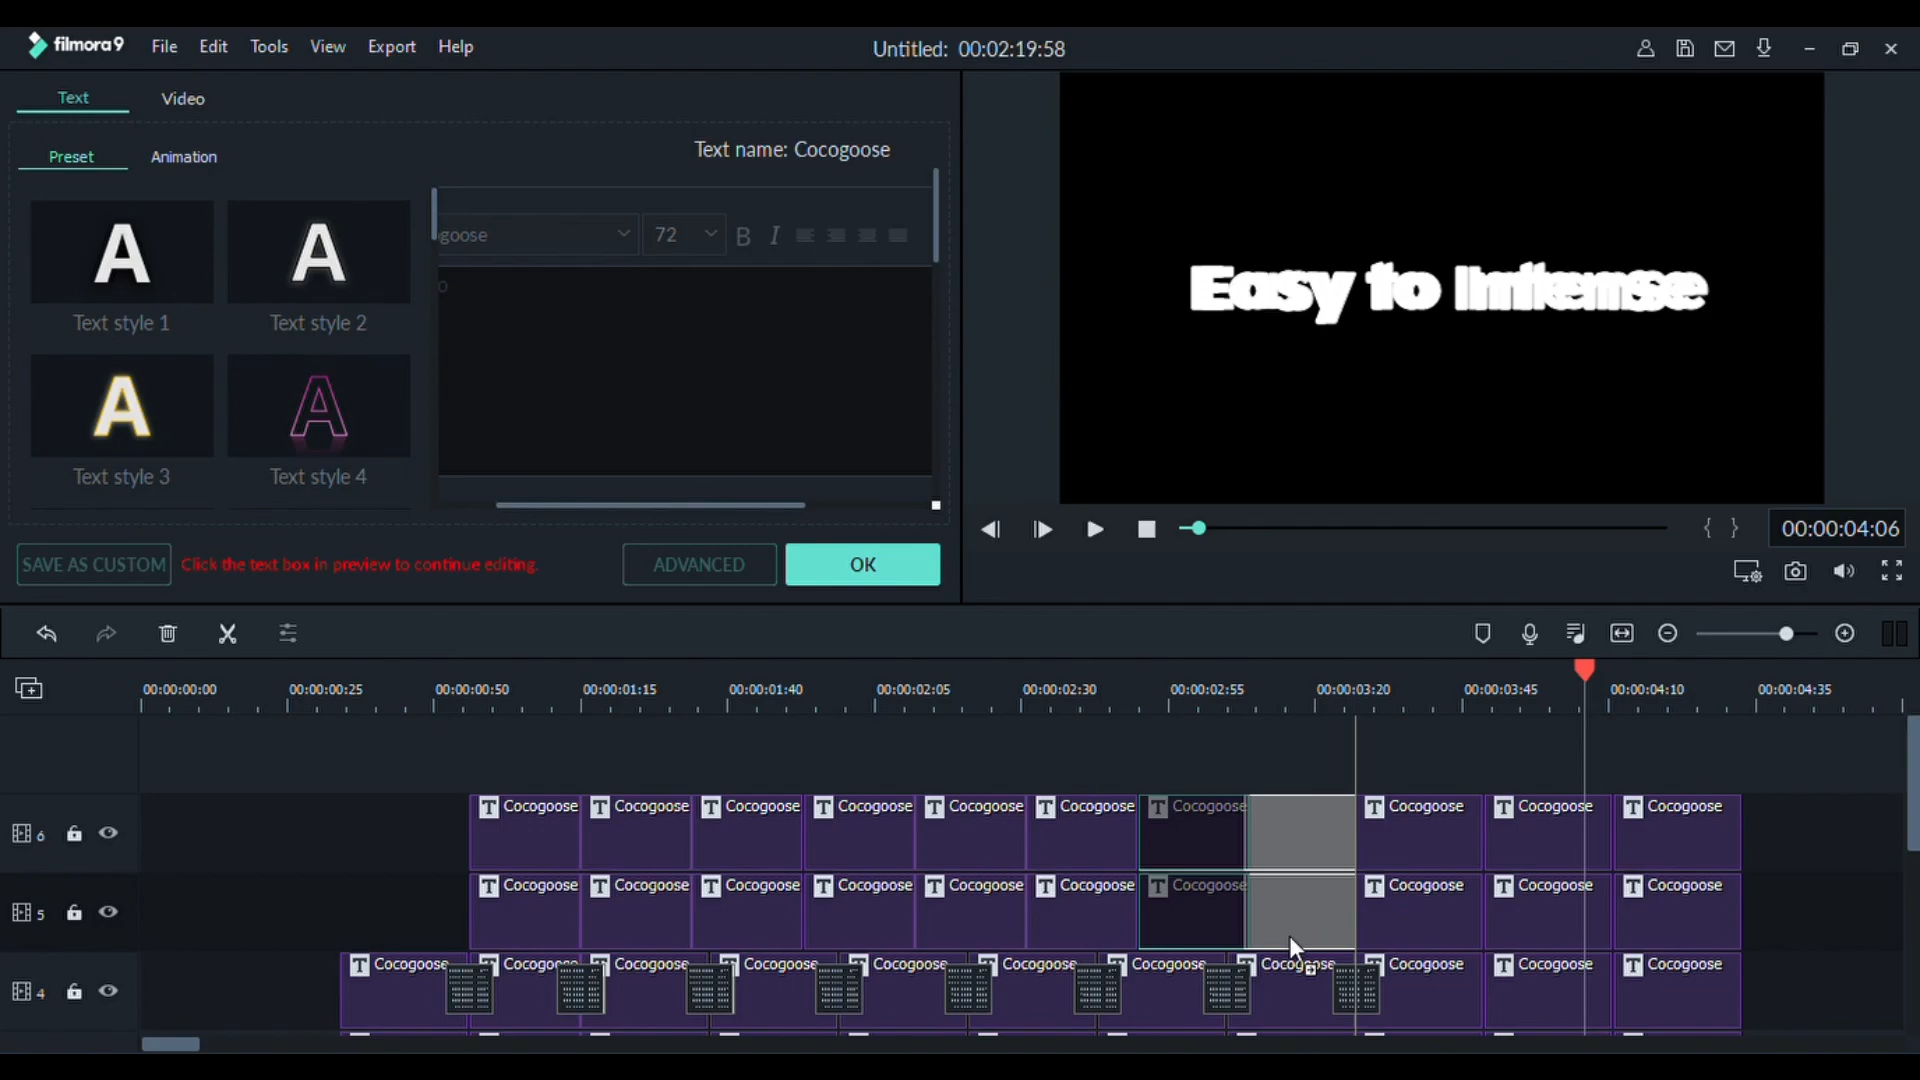 filmora9 File Edit Tools View Export Help
Untitled: 00:02:19:58
Text Video
Preset Animation
Text name: Cocogoose
goose 72 B I
o
A A
Text style 1 Text style 2
A A
Text style 3 Text style 4
Easy to
SAVE AS CUSTOM Click the text box in preview to continue editing. ADVANCED OK
{ } 00:00:04:06
00:00:00:00 00:00:00:25 00:00:00:50 00:00:01:15 00:00:01:40 00:00:02:05 00:00:02:30 00:00:02:55 00:00:03:20 00:00:03:45 00:00:04:10 00:00:04:35
6 T Cocogoose T Cocogoose T Cocogoose T Cocogoose T Cocogoose T Cocogoose T Cocogoose T Cocogoose T Cocogoose T Cocogoose
5 T Cocogoose T Cocogoose T Cocogoose T Cocogoose T Cocogoose T Cocogoose T Cocogoose T Cocogoose T Cocogoose T Cocogoose
4 T Cocogoose T Cocogoose T Cocogoose T Cocogoose T Cocogoose T Cocogoose T Cocogoose T Cocogoose T Cocogoose T Cocogoose T Cocogoose